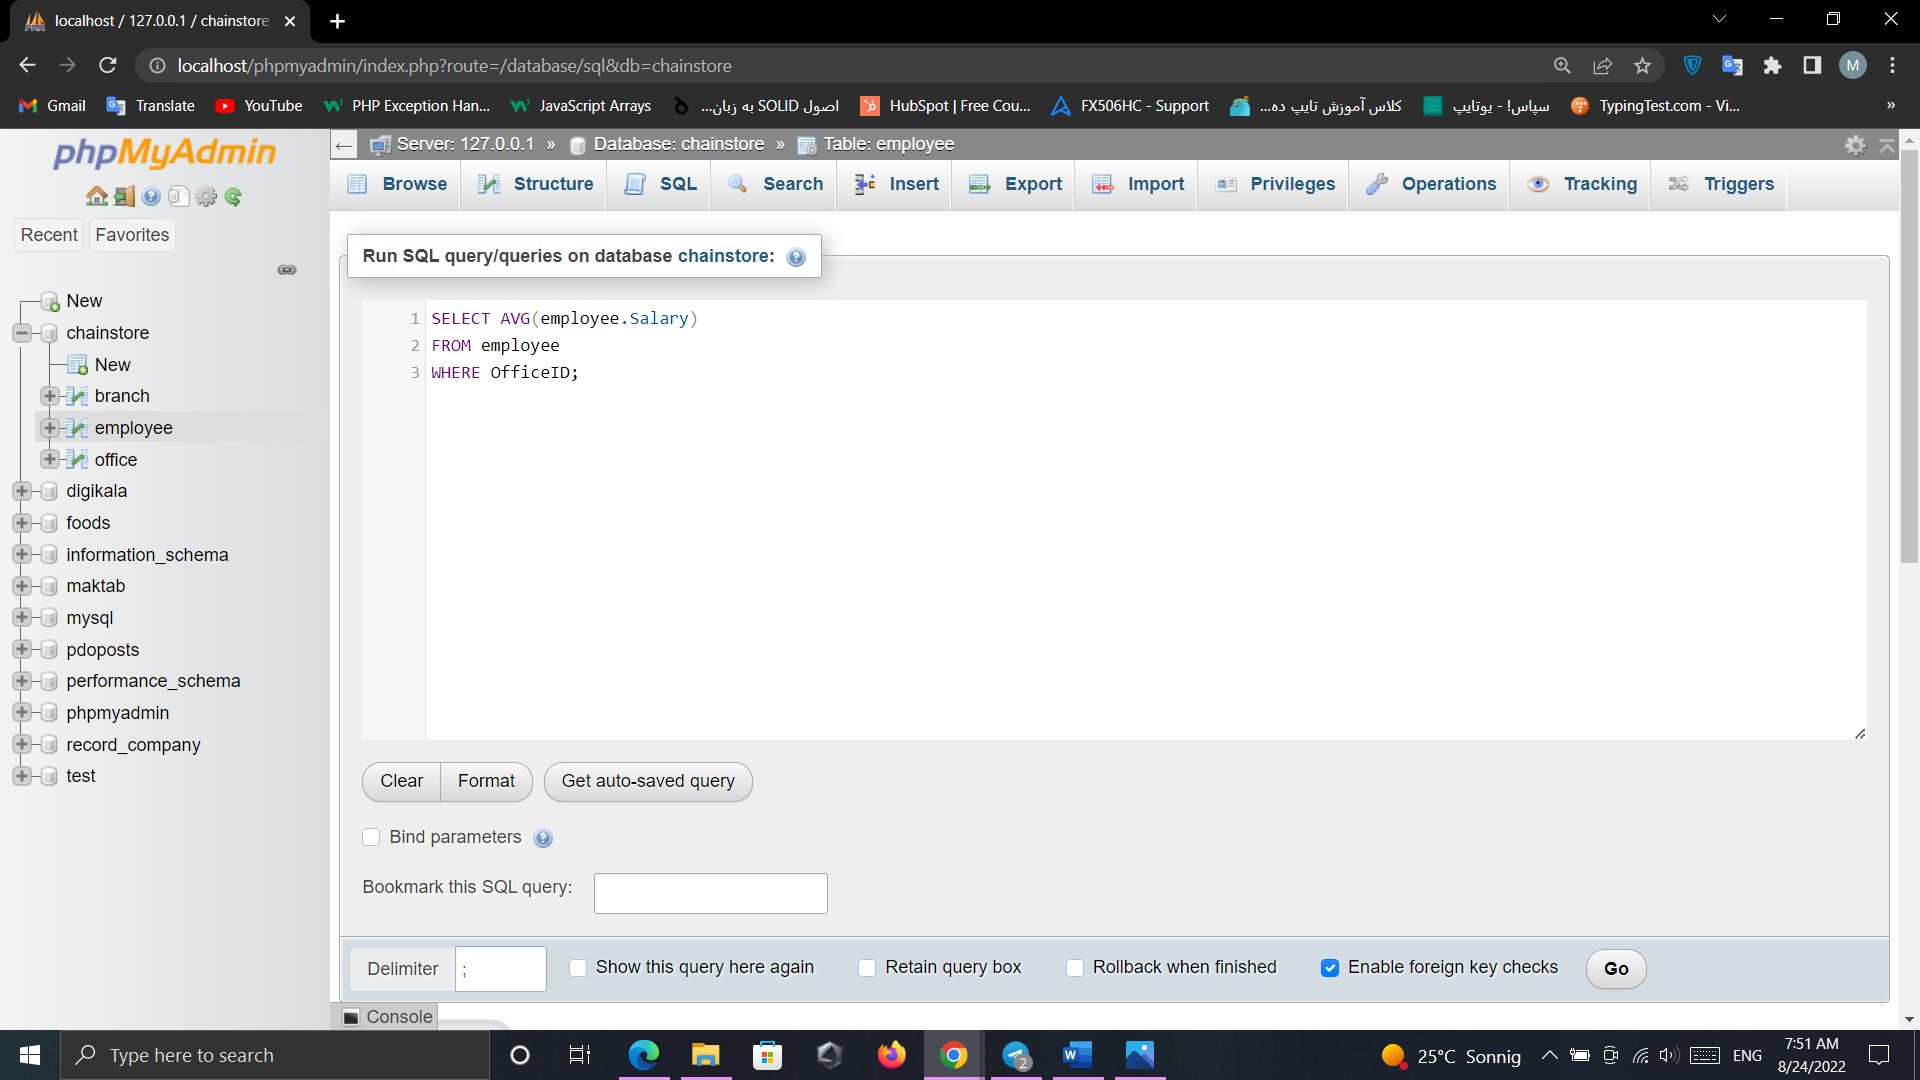 localhost / 127.0.0.1 / chainstore
localhost/phpmyadmin/index.php?route=/database/sql&db=chainstore
M
Gmail
Translate
YouTube
PHP Exception Han...
JavaScript Arrays
اصول SOLID به زبان...
HubSpot | Free Cou...
FX506HC - Support
کلاس آموزش تایپ ده...
سپاس! - یوتایپ
TypingTest.com - Vi...
»
phpMyAdmin
Recent
Favorites
New
chainstore
New
branch
employee
office
digikala
foods
information_schema
maktab
mysql
pdoposts
performance_schema
phpmyadmin
record_company
test
Server: 127.0.0.1 » Database: chainstore » Table: employee
Browse
Structure
SQL
Search
Insert
Export
Import
Privileges
Operations
Tracking
Triggers
Run SQL query/queries on database chainstore:
1 SELECT AVG(employee.Salary)
2 FROM employee
3 WHERE OfficeID;
Clear
Format
Get auto-saved query
Bind parameters
Bookmark this SQL query:
Delimiter
;
Show this query here again
Retain query box
Rollback when finished
Enable foreign key checks
Go
Console
Type here to search
2
25°C Sonnig
ENG
7:51 AM
8/24/2022